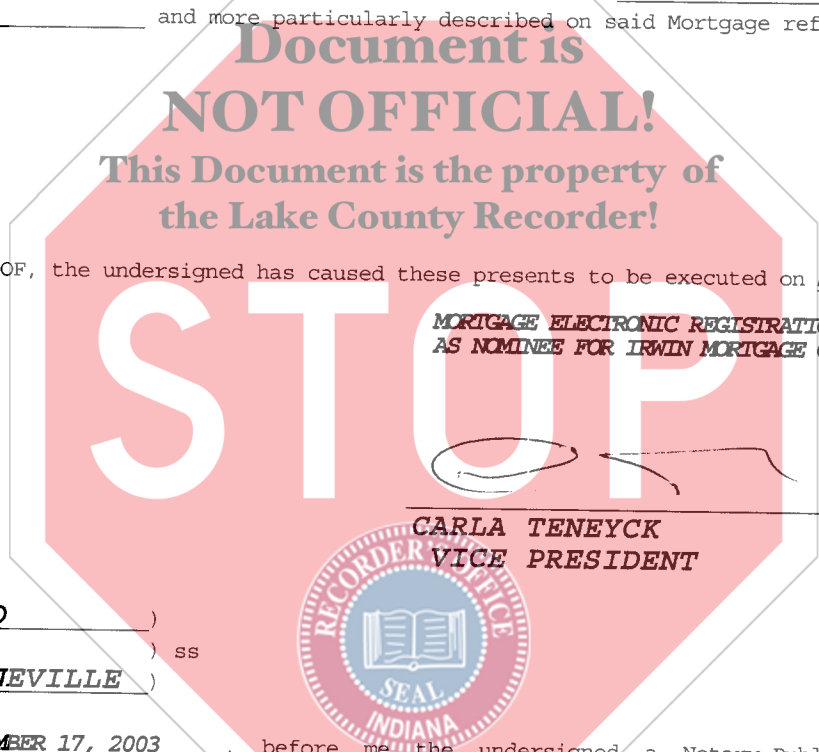 and more particularly described on said Mortgage ref
Document is
NOT OFFICIAL!
This Document is the property of
the Lake County Recorder!
OF, the undersigned has caused these presents to be executed on
MORTGAGE ELECTRONIC REGISTRATIO
AS NOMINEE FOR IRWIN MORTGAGE
STOP
CARLA TENEYCK
VICE PRESIDENT
)
) ss
NEVILLE )
RECORDER'S OFFICE
SEAL
INDIANA
MBER 17, 2003 , before me the undersigned a Notary Publ